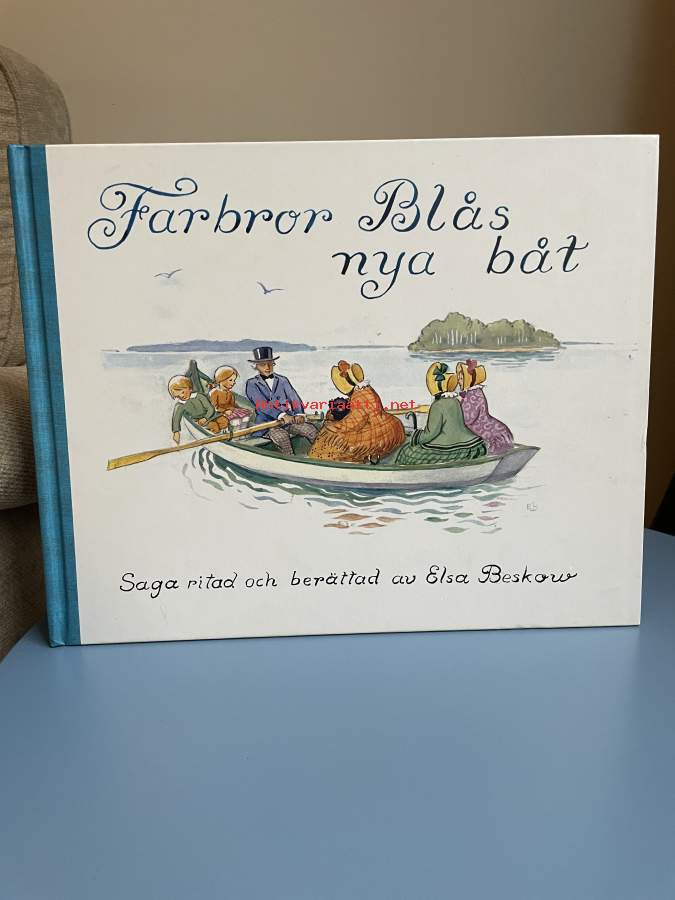 Farbror Blås
nya båt
Antikvariaatti.net
Saga ritad och berättad av Elsa Beskow